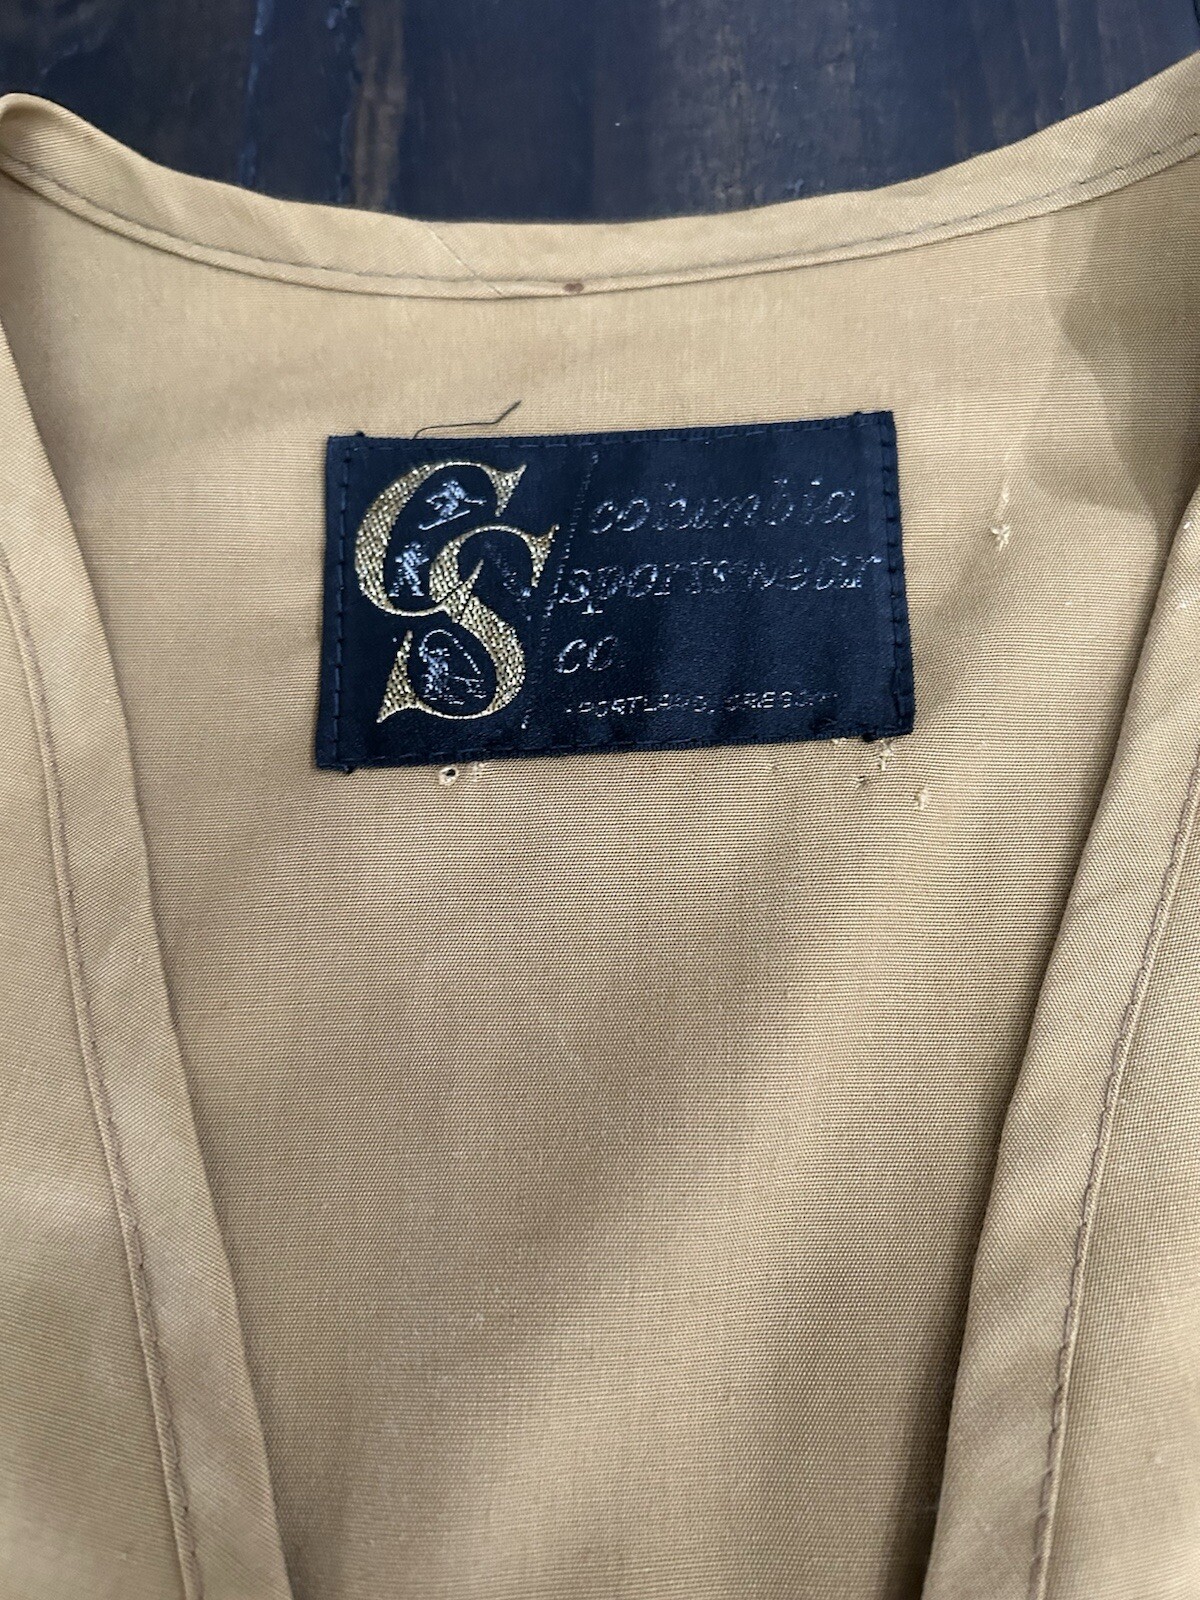 CS
columbia
sportswear
co.
PORTLAND, OREGON